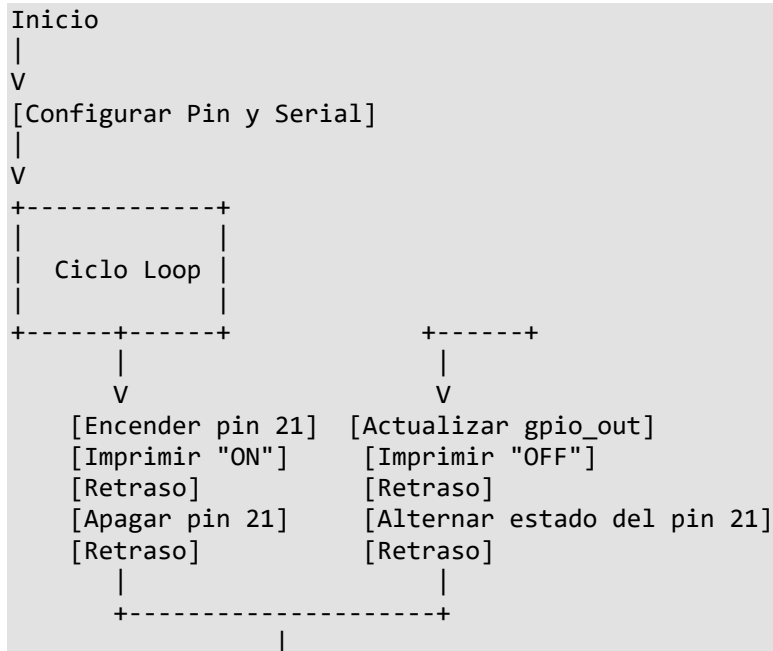 Inicio
|
V
[Configurar Pin y Serial]
|
V
+-------------+
|             |
|  Ciclo Loop |
|             |
+------+------+            +------+
       |                    |
       V                    V
    [Encender pin 21]  [Actualizar gpio_out]
    [Imprimir "ON"]     [Imprimir "OFF"]
    [Retraso]           [Retraso]
    [Apagar pin 21]     [Alternar estado del pin 21]
    [Retraso]           [Retraso]
       |                    |
       +--------------------+
                 |